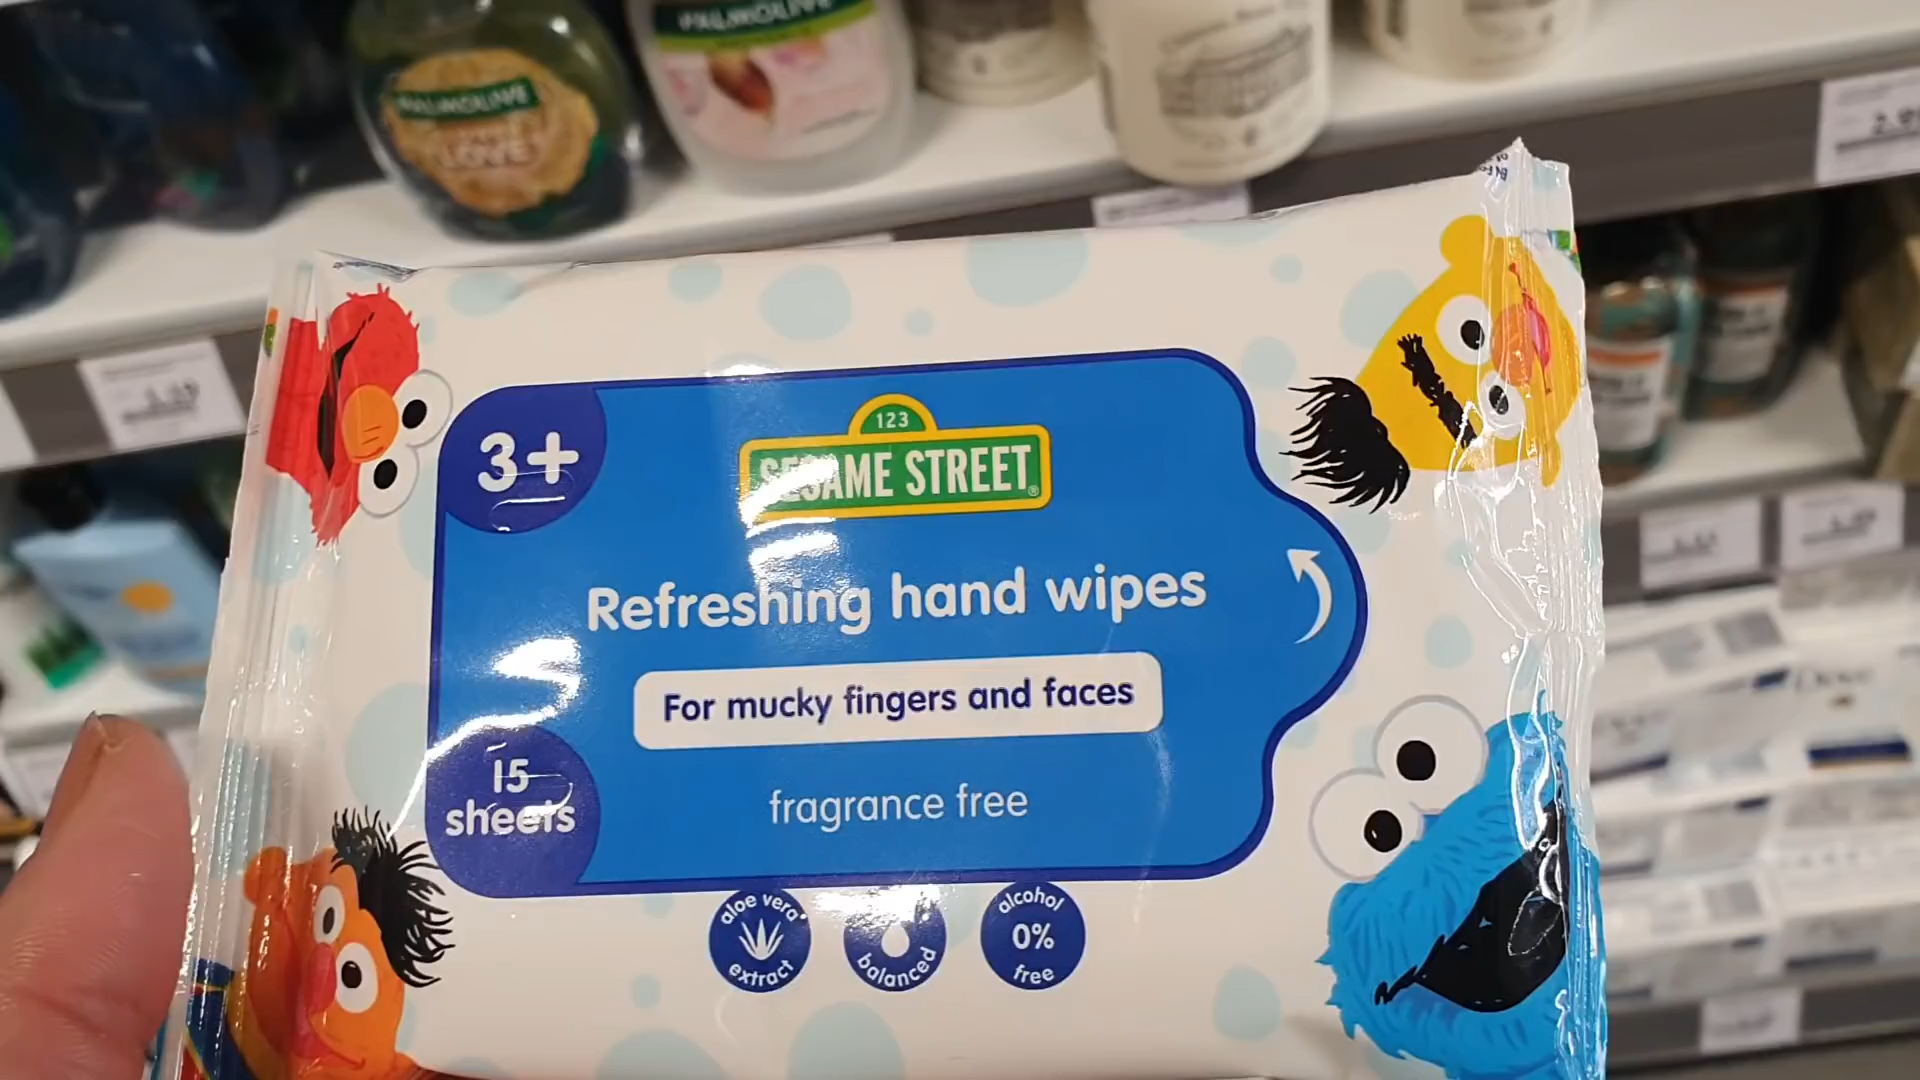 PALMOLIVE
PALMOLIVE
LOVE
123
SESAME STREET®
3+
Refreshing hand wipes
For mucky fingers and faces
15
sheets
fragrance free
aloe vera
extract
balanced
alcohol
0%
free